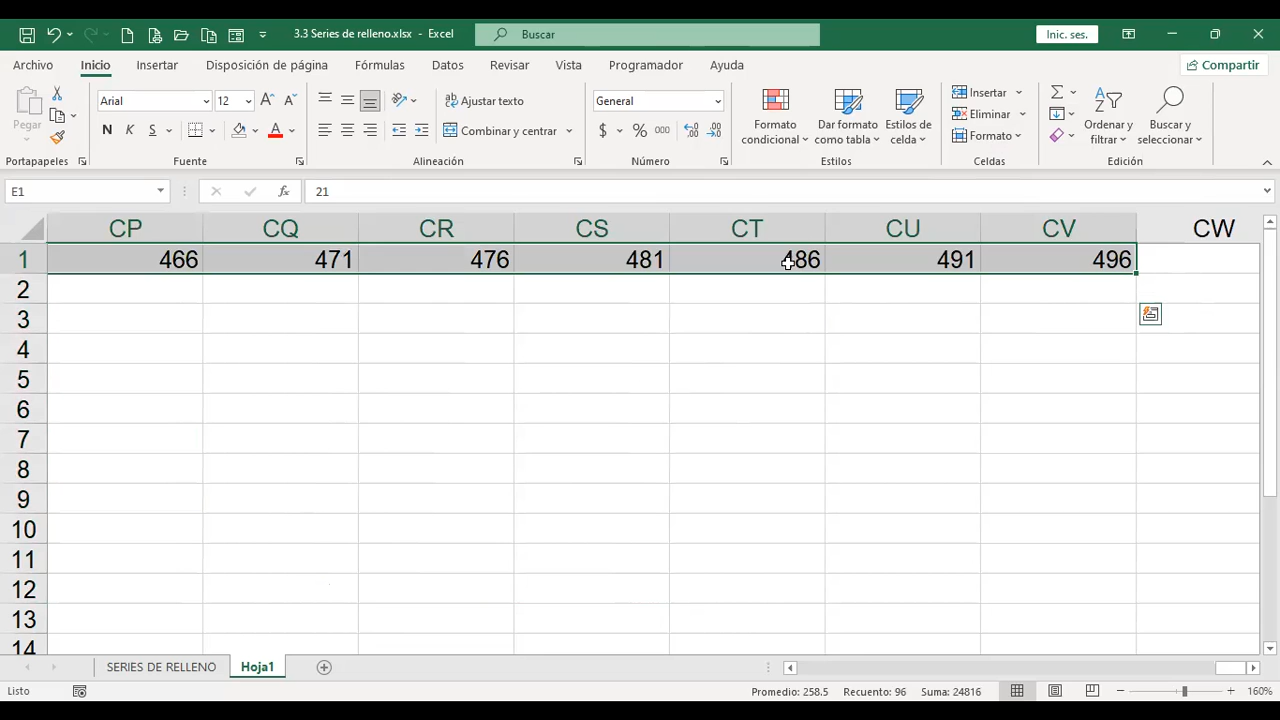 3.3 Series de relleno.xlsx - Excel
Buscar
Inic. ses.
Archivo Inicio Insertar Disposición de página Fórmulas Datos Revisar Vista Programador Ayuda
Compartir
Pegar
Portapapeles
Arial 12
N K S
Fuente
Ajustar texto
Combinar y centrar
Alineación
General
$ % 000
Número
Formato condicional
Dar formato como tabla
Estilos de celda
Estilos
Insertar
Eliminar
Formato
Celdas
Ordenar y filtrar
Buscar y seleccionar
Edición
E1 fx 21
CP CQ CR CS CT CU CV CW
1 466 471 476 481 486 491 496
2
3
4
5
6
7
8
9
10
11
12
13
14
SERIES DE RELLENO Hoja1
Listo Promedio: 258.5 Recuento: 96 Suma: 24816 160%